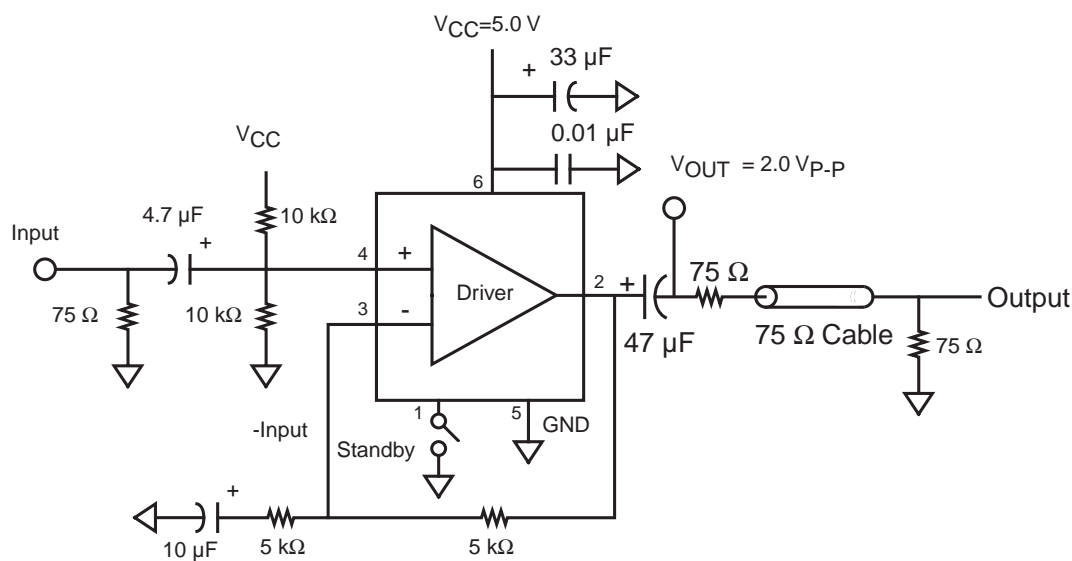 VCC=5.0 V
+ 33 µF
0.01 µF
VCC
VOUT = 2.0 VP-P
6
4.7 µF
+
10 kΩ
Input
4
+
2
+
75 Ω
Driver
Output
75 Ω
10 kΩ
3
-
47 µF
75 Ω Cable
75 Ω
1
5
GND
-Input
Standby
+
10 µF
5 kΩ
5 kΩ